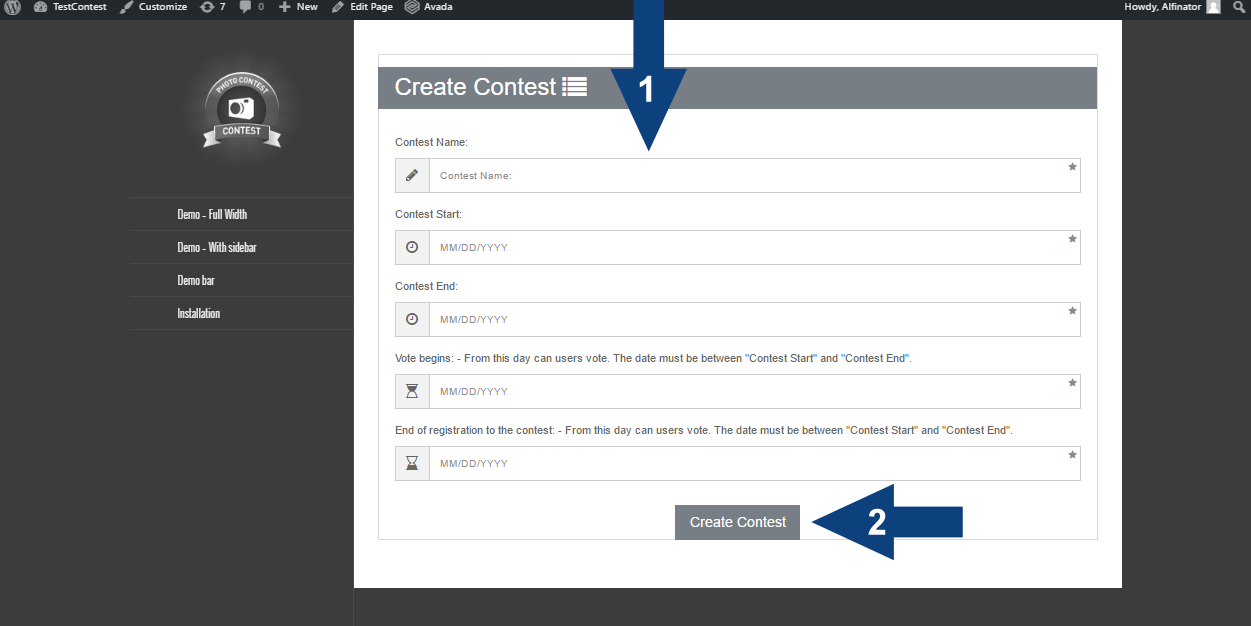 TestContest Customize 7 0 New Edit Page Avada Howdy, Alfinator
PHOTO CONTEST
CONTEST
Demo - Full Width
Demo - With sidebar
Demo bar
Installation
Create Contest
1
Contest Name:
Contest Name:
Contest Start:
MM/DD/YYYY
Contest End:
MM/DD/YYYY
Vote begins: - From this day can users vote. The date must be between "Contest Start" and "Contest End".
MM/DD/YYYY
End of registration to the contest: - From this day can users vote. The date must be between "Contest Start" and "Contest End".
MM/DD/YYYY
Create Contest
2